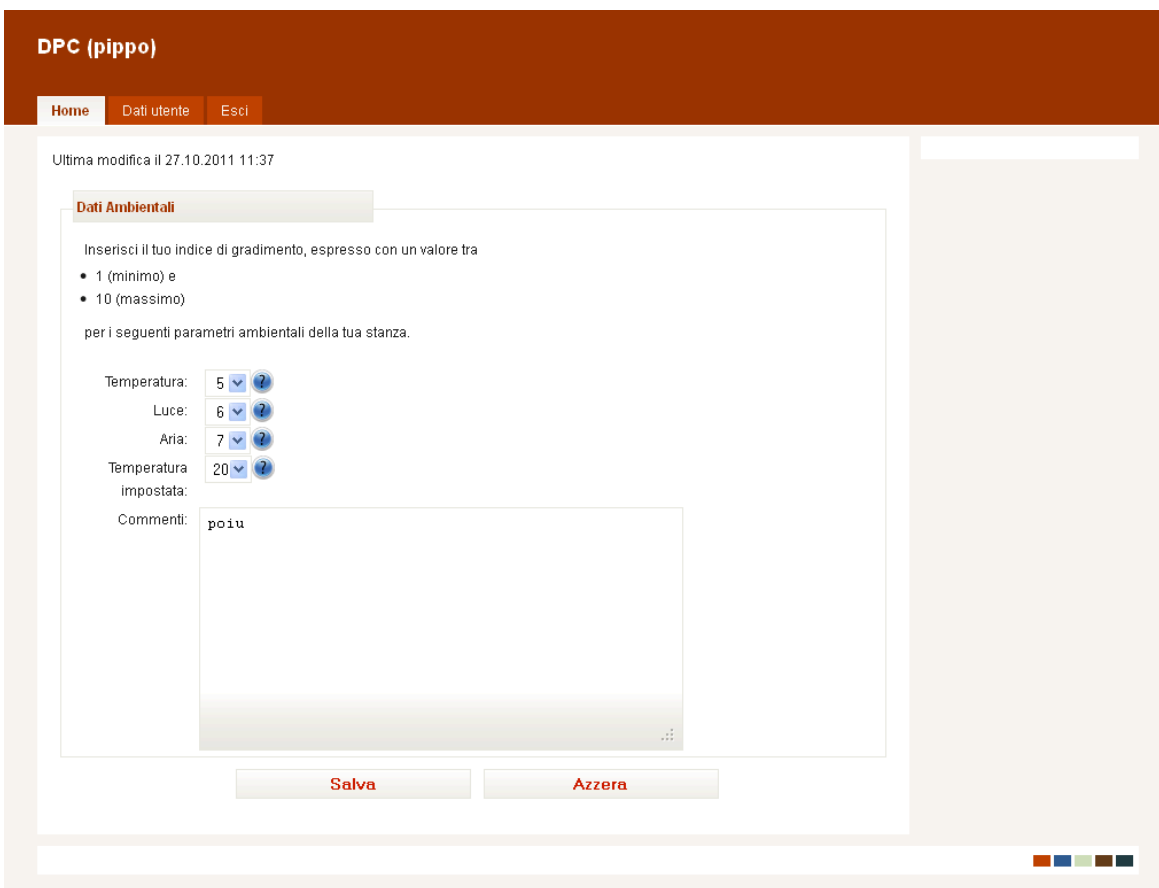 DPC (pippo)
Home Dati utente Esci
Ultima modifica il 27.10.2011 11:37
Dati Ambientali
Inserisci il tuo indice di gradimento, espresso con un valore tra
• 1 (minimo) e
• 10 (massimo)
per i seguenti parametri ambientali della tua stanza.
Temperatura: 5 ?
Luce: 6 ?
Aria: 7 ?
Temperatura 20 ?
impostata:
Commenti: poiu
Salva Azzera